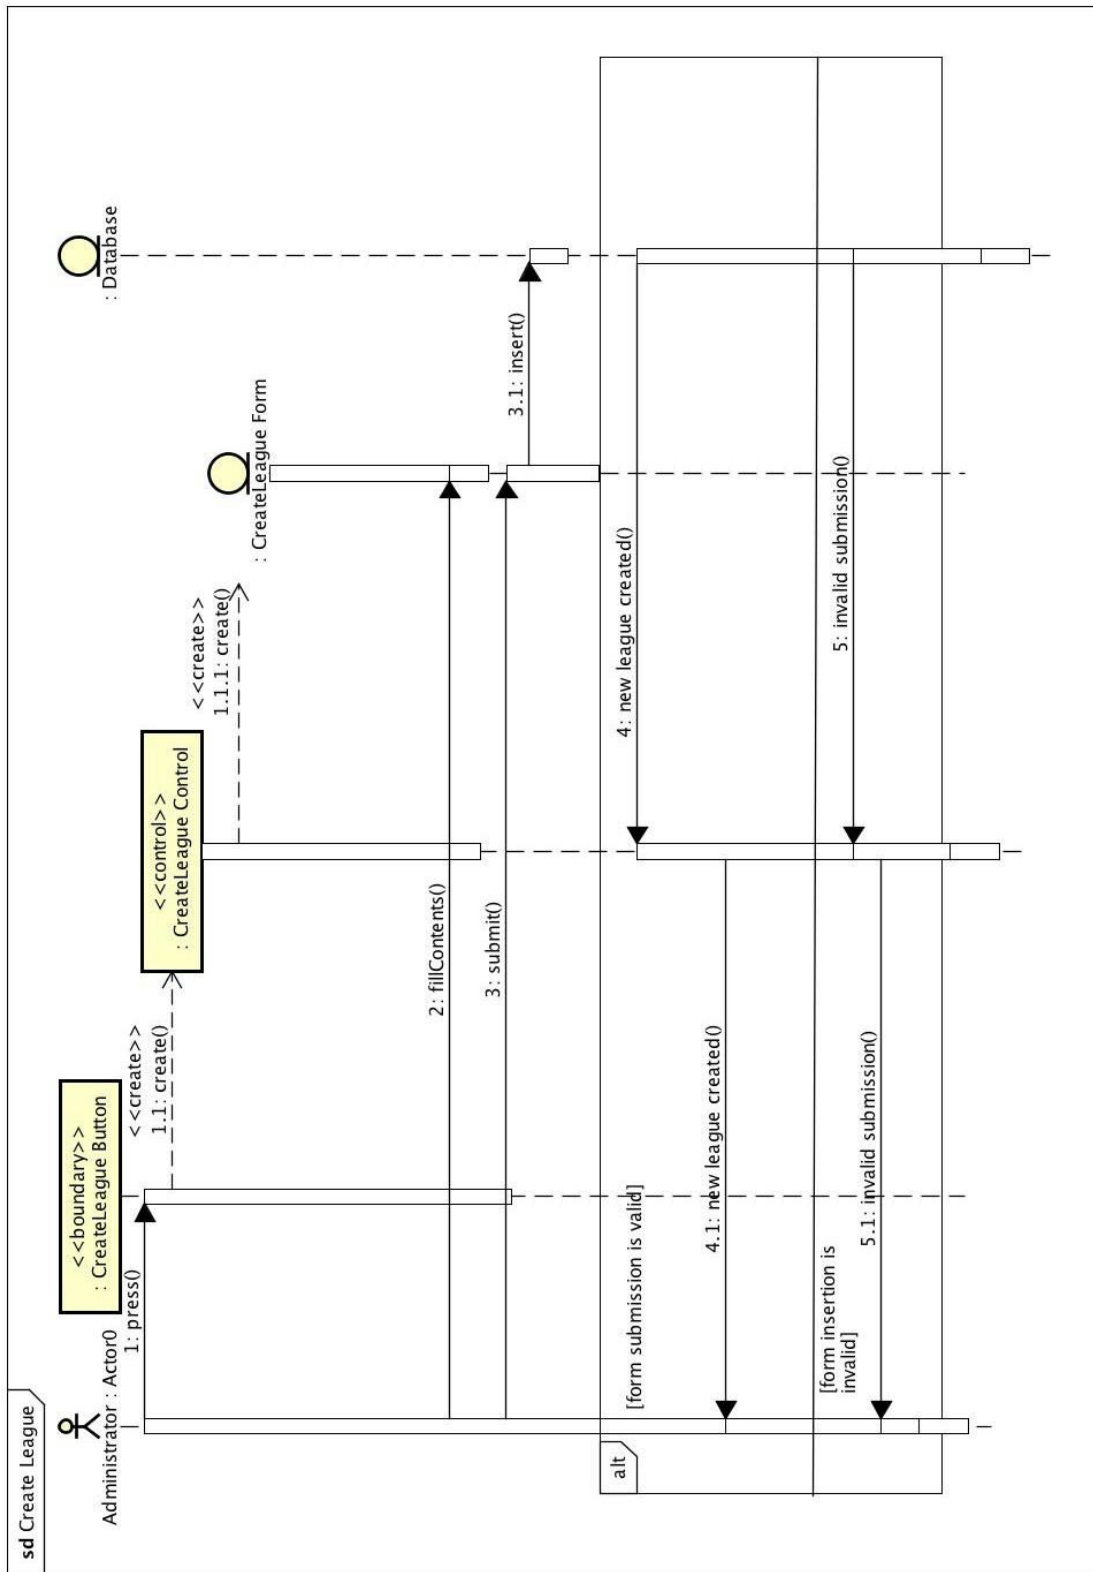 sd Create League
Administrator : Actor0
<<boundary>>
: CreateLeague Button
<<control>>
: CreateLeague Control
: CreateLeague Form
: Database
1: press()
<<create>>
1.1: create()
<<create>>
1.1.1: create()
2: fillContents()
3: submit()
3.1: insert()
alt
[form submission is valid]
4: new league created()
4.1: new league created()
[form insertion is
invalid]
5: invalid submission()
5.1: invalid submission()